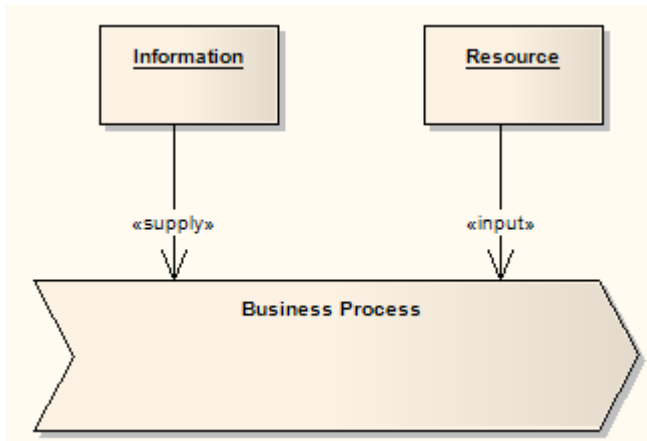 Information
Resource
«supply»
«input»
Business Process